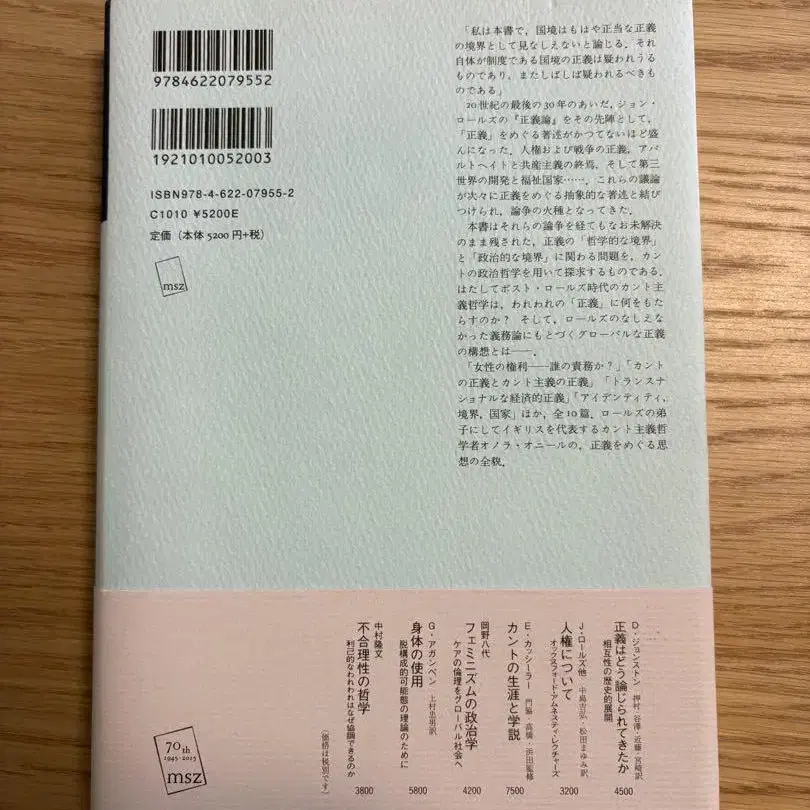 9784622079552
1921010052003
ISBN978-4-622-07955-2
C1010 ¥5200E
定価（本体 5200 円+税）
msz
「私は本書で，国境はもはや正当な正義
の境界として見なしえないと論じる．それ
自体が制度である国境の正義は疑われうる
ものであり，またしばしば疑われるべきも
のである」
20世紀の最後の30年のあいだ，ジョン・
ロールズの『正義論』をその先陣として，
「正義」をめぐる著述がかつてないほど盛
んになった．人権および戦争の正義，アパ
ルトヘイトと共産主義の終焉，そして第三
世界の開発と福祉国家……，これらの議論
が次々に正義をめぐる抽象的な著述と結び
つけられ，論争の火種となってきた．
本書はそれらの論争を経てもなお未解決
のまま残された，正義の「哲学的な境界」
と「政治的な境界」に関わる問題を，カン
トの政治哲学を用いて探求するものである．
はたしてポスト・ロールズ時代のカント主
義哲学は，われわれの「正義」に何をもた
らすのか？ そして，ロールズのなしえな
かった義務論にもとづくグローバルな正義
の構想とは──．
「女性の権利──誰の責務か？」「カント
の正義とカント主義の正義」「トランスナ
ショナルな経済的正義」「アイデンティティ，
境界，国家」ほか，全10篇．ロールズの弟
子にしてイギリスを代表するカント主義哲
学者オノラ・オニールの，正義をめぐる思
想の全貌．
D・ジョンストン 押村・谷澤・近藤・宮崎訳
正義はどう論じられてきたか
相互性の歴史的展開
4500
J・ロールズ他 中島吉弘・松田まゆみ訳
人権について
オックスフォード・アムネスティ・レクチャーズ
3200
E・カッシーラー 門脇・高橋・浜田監修
カントの生涯と学説
7500
岡野八代
フェミニズムの政治学
ケアの倫理をグローバル社会へ
4200
G・アガンベン 上村忠男訳
身体の使用
脱構成的可能態の理論のために
5800
中村隆文
不合理性の哲学
利己的なわれわれはなぜ協調できるのか
3800
（価格は税別です）
70th
1945-2015
msz